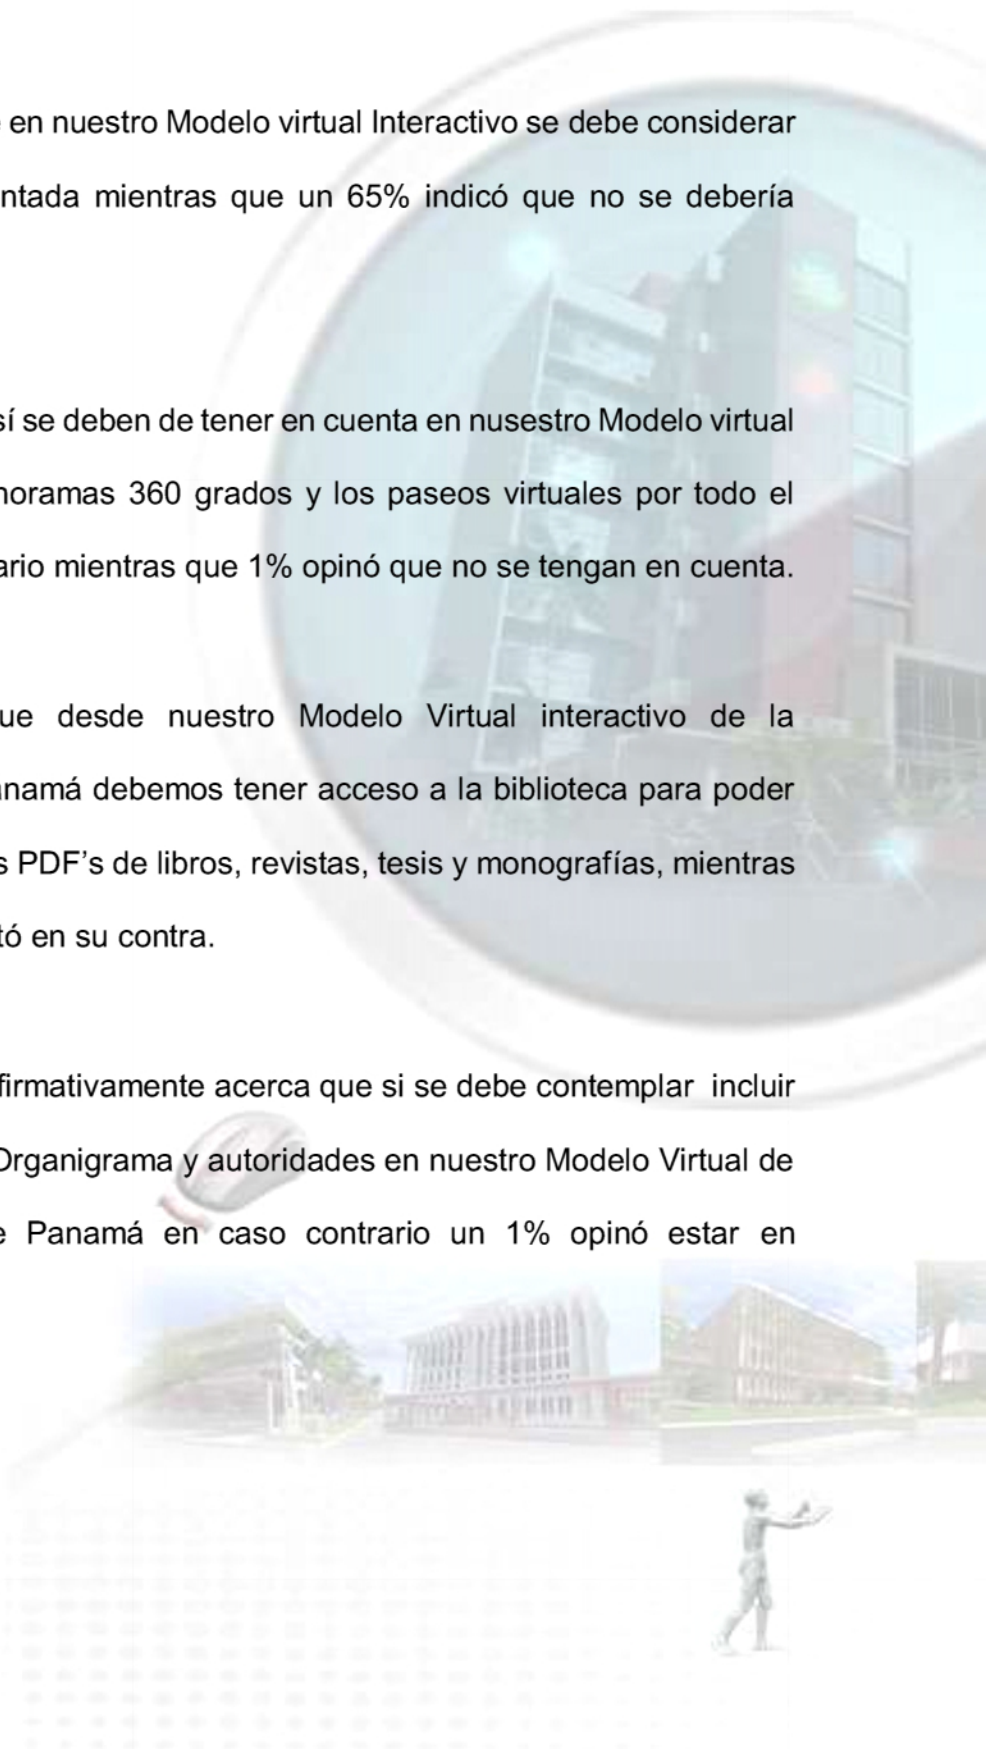 en nuestro Modelo virtual Interactivo se debe considerar
ntada mientras que un 65% indicó que no se debería
sí se deben de tener en cuenta en nusestro Modelo virtual
noramas 360 grados y los paseos virtuales por todo el
ario mientras que 1% opinó que no se tengan en cuenta.
ue desde nuestro Modelo Virtual interactivo de la
anamá debemos tener acceso a la biblioteca para poder
s PDF's de libros, revistas, tesis y monografías, mientras
tó en su contra.
firmativamente acerca que si se debe contemplar incluir
Organigrama y autoridades en nuestro Modelo Virtual de
e Panamá en caso contrario un 1% opinó estar en